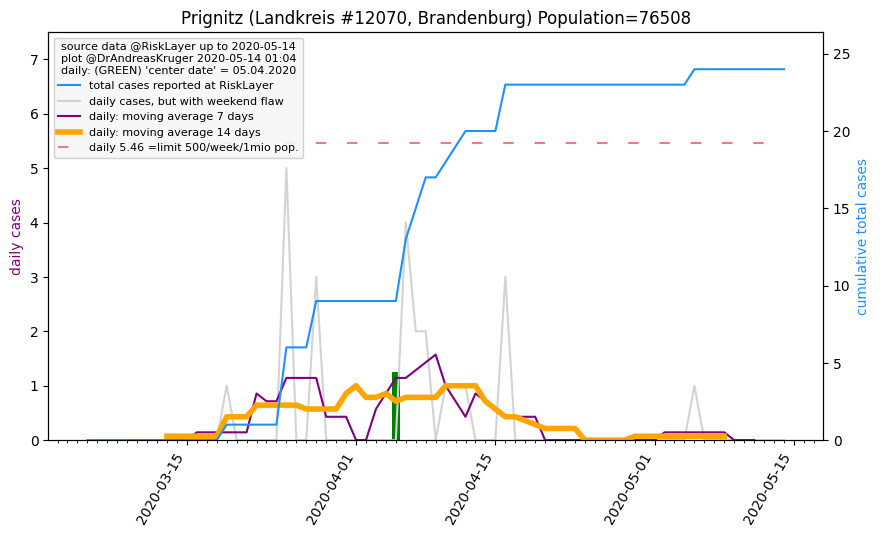 Prignitz (Landkreis #12070, Brandenburg) Population=76508
source data @RiskLayer up to 2020-05-14
plot @DrAndreasKruger 2020-05-14 01:04
daily: (GREEN) 'center date' = 05.04.2020
total cases reported at RiskLayer
daily cases, but with weekend flaw
daily: moving average 7 days
daily: moving average 14 days
daily 5.46 =limit 500/week/1mio pop.
daily cases
7
6
5
4
3
2
1
0
25
20
15
10
5
0
cumulative total cases
2020-03-15
2020-04-01
2020-04-15
2020-05-01
2020-05-15